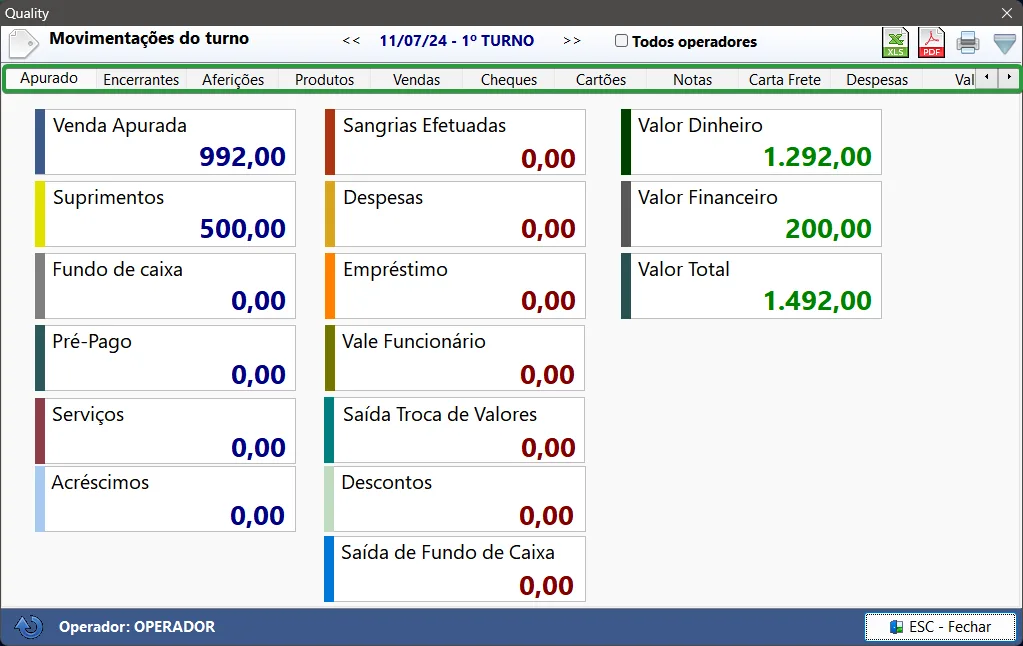 Quality
Movimentações do turno
<< 11/07/24 - 1º TURNO >>
Todos operadores
XLS
PDF
Apurado Encerrantes Aferições Produtos Vendas Cheques Cartões Notas Carta Frete Despesas Val
Venda Apurada
992,00
Suprimentos
500,00
Fundo de caixa
0,00
Pré-Pago
0,00
Serviços
0,00
Acréscimos
0,00
Sangrias Efetuadas
0,00
Despesas
0,00
Empréstimo
0,00
Vale Funcionário
0,00
Saída Troca de Valores
0,00
Descontos
0,00
Saída de Fundo de Caixa
0,00
Valor Dinheiro
1.292,00
Valor Financeiro
200,00
Valor Total
1.492,00
Operador: OPERADOR
ESC - Fechar